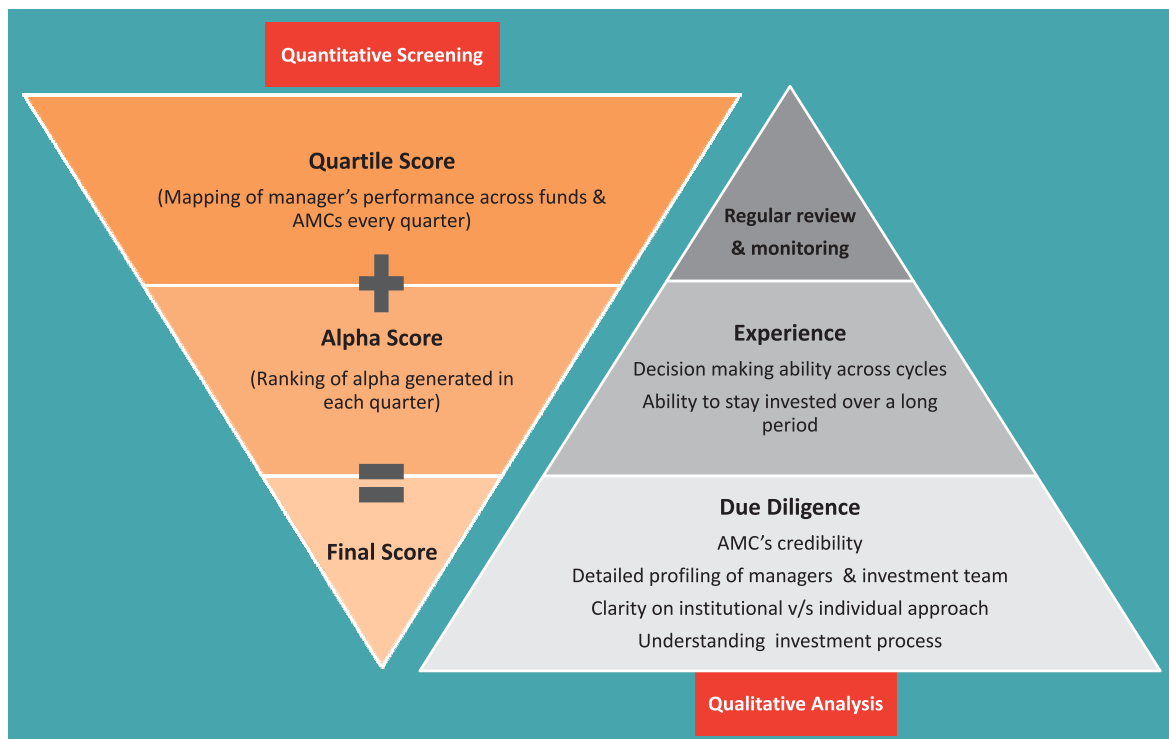 Quantitative Screening
Quartile Score
(Mapping of manager’s performance across funds &
AMCs every quarter)
+
Alpha Score
(Ranking of alpha generated in
each quarter)
=
Final Score
Regular review
& monitoring
Experience
Decision making ability across cycles
Ability to stay invested over a long
period
Due Diligence
AMC’s credibility
Detailed profiling of managers & investment team
Clarity on institutional v/s individual approach
Understanding investment process
Qualitative Analysis